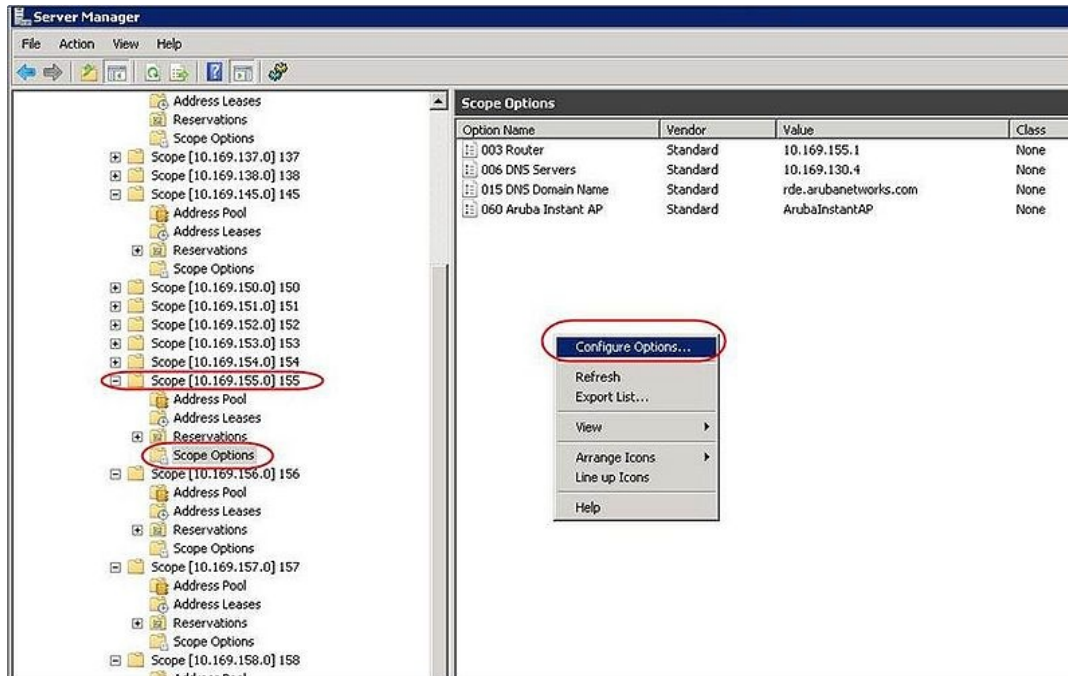 Server Manager
File Action View Help
Address Leases
Reservations
Scope Options
Scope [10.169.137.0] 137
Scope [10.169.138.0] 138
Scope [10.169.145.0] 145
Address Pool
Address Leases
Reservations
Scope Options
Scope [10.169.150.0] 150
Scope [10.169.151.0] 151
Scope [10.169.152.0] 152
Scope [10.169.153.0] 153
Scope [10.169.154.0] 154
Scope [10.169.155.0] 155
Address Pool
Address Leases
Reservations
Scope Options
Scope [10.169.156.0] 156
Address Pool
Address Leases
Reservations
Scope Options
Scope [10.169.157.0] 157
Address Pool
Address Leases
Reservations
Scope Options
Scope [10.169.158.0] 158
Scope Options
Option Name Vendor Value Class
003 Router Standard 10.169.155.1 None
006 DNS Servers Standard 10.169.130.4 None
015 DNS Domain Name Standard rde.arubanetworks.com None
060 Aruba Instant AP Standard ArubaInstantAP None
Configure Options...
Refresh
Export List...
View
Arrange Icons
Line up Icons
Help